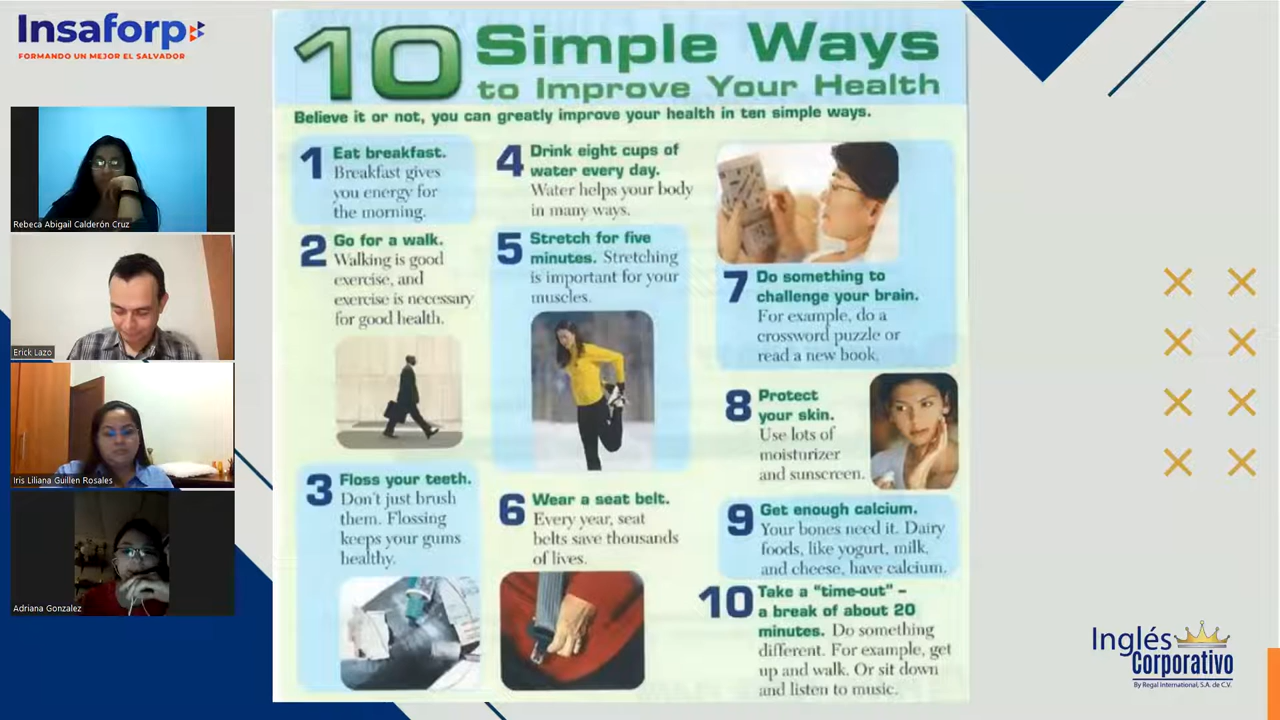 Insaforp
FORMANDO UN MEJOR EL SALVADOR
Rebeca Abigail Calderón Cruz
Erick Lazo
Iris Liliana Guillen Rosales
Adriana Gonzalez
10 Simple Ways
to Improve Your Health
Believe it or not, you can greatly improve your health in ten simple ways.
1 Eat breakfast.
Breakfast gives
you energy for
the morning.
2 Go for a walk.
Walking is good
exercise, and
exercise is necessary
for good health.
3 Floss your teeth.
Don't just brush
them. Flossing
keeps your gums
healthy.
4 Drink eight cups of
water every day.
Water helps your body
in many ways.
5 Stretch for five
minutes. Stretching
is important for your
muscles.
6 Wear a seat belt.
Every year, seat
belts save thousands
of lives.
7 Do something to
challenge your brain.
For example, do a
crossword puzzle or
read a new book.
8 Protect
your skin.
Use lots of
moisturizer
and sunscreen.
9 Get enough calcium.
Your bones need it. Dairy
foods, like yogurt, milk,
and cheese, have calcium.
10 Take a “time-out” –
a break of about 20
minutes. Do something
different. For example, get
up and walk. Or sit down
and listen to music.
Inglés
Corporativo
By Regal International, S.A. de C.V.